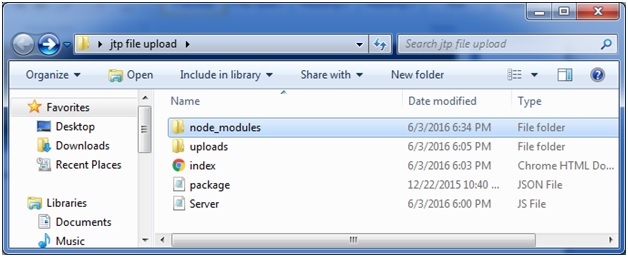 jtp file upload
Search jtp file upload
Organize Open Include in library Share with New folder
Favorites
Desktop
Downloads
Recent Places
Libraries
Documents
Music
Name Date modified Type
node_modules 6/3/2016 6:34 PM File folder
uploads 6/3/2016 6:05 PM File folder
index 6/3/2016 6:03 PM Chrome HTML Do...
package 12/22/2015 10:40 ... JSON File
Server 6/3/2016 6:00 PM JS File